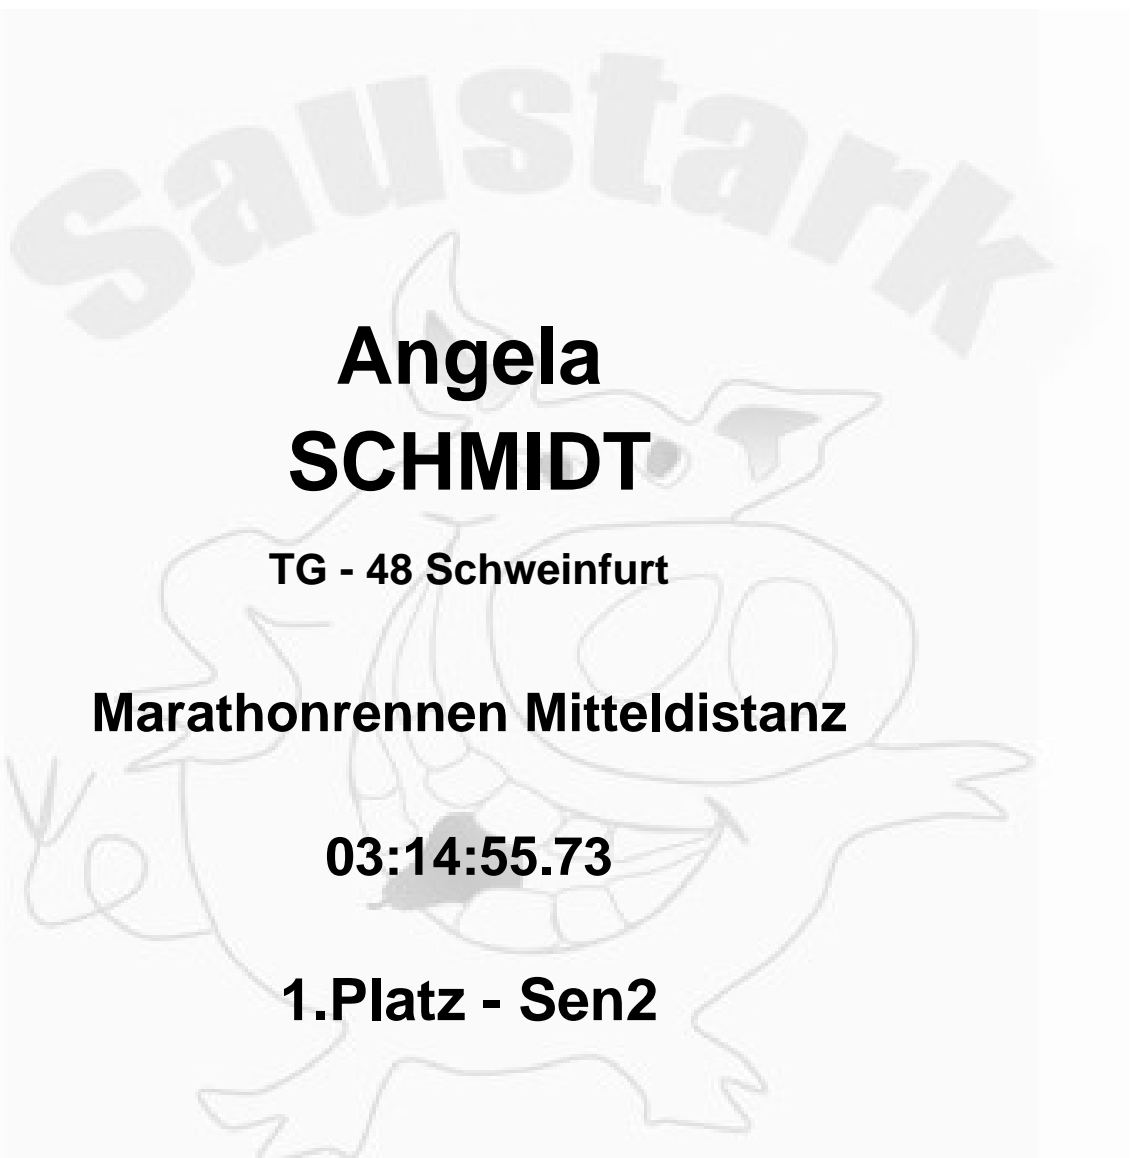 Saustark
Angela
SCHMIDT
TG - 48 Schweinfurt
Marathonrennen Mitteldistanz
03:14:55.73
1.Platz - Sen2